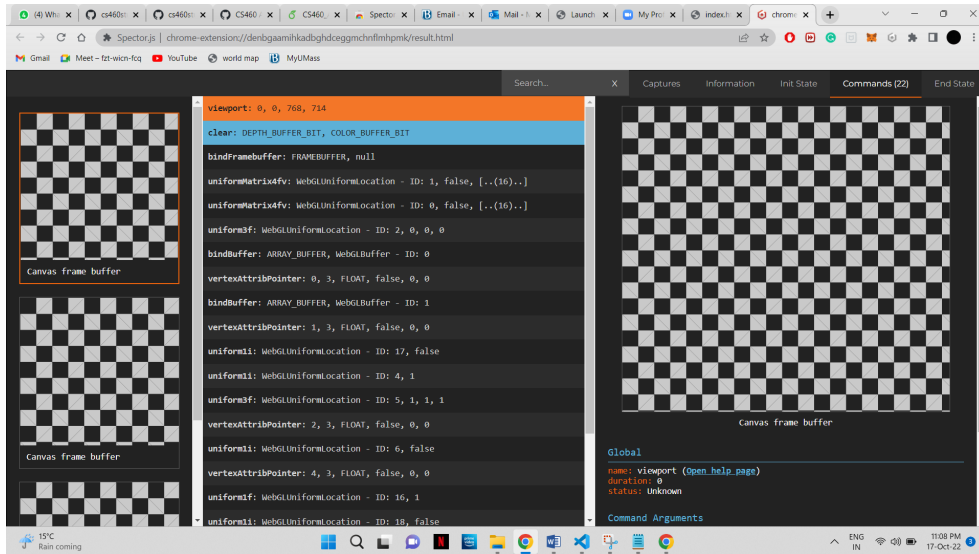 (4) Wha
cs460st
cs460st
CS460 /
CS460_
Spector
Email -
Mail - M
Launch
My Prof
index.h
chrome
Spector.js | chrome-extension://denbgaamihkadbghdceggmchnflmhpmk/result.html
Gmail
Meet – fzt-wicn-fcq
YouTube
world map
MyUMass
Search...
X
Captures
Information
Init State
Commands (22)
End State
Canvas frame buffer
Canvas frame buffer
viewport: 0, 0, 768, 714
clear: DEPTH_BUFFER_BIT, COLOR_BUFFER_BIT
bindFramebuffer: FRAMEBUFFER, null
uniformMatrix4fv: WebGLUniformLocation - ID: 1, false, [..(16)..]
uniformMatrix4fv: WebGLUniformLocation - ID: 0, false, [..(16)..]
uniform3f: WebGLUniformLocation - ID: 2, 0, 0, 0
bindBuffer: ARRAY_BUFFER, WebGLBuffer - ID: 0
vertexAttribPointer: 0, 3, FLOAT, false, 0, 0
bindBuffer: ARRAY_BUFFER, WebGLBuffer - ID: 1
vertexAttribPointer: 1, 3, FLOAT, false, 0, 0
uniform1i: WebGLUniformLocation - ID: 17, false
uniform1i: WebGLUniformLocation - ID: 4, 1
uniform3f: WebGLUniformLocation - ID: 5, 1, 1, 1
vertexAttribPointer: 2, 3, FLOAT, false, 0, 0
uniform1i: WebGLUniformLocation - ID: 6, false
vertexAttribPointer: 4, 3, FLOAT, false, 0, 0
uniform1f: WebGLUniformLocation - ID: 16, 1
uniform1i: WebGLUniformLocation - ID: 18, false
Canvas frame buffer
Global
name: viewport (Open help page)
duration: 0
status: Unknown
Command Arguments
15°C
Rain coming
ENG
IN
11:08 PM
17-Oct-22
3